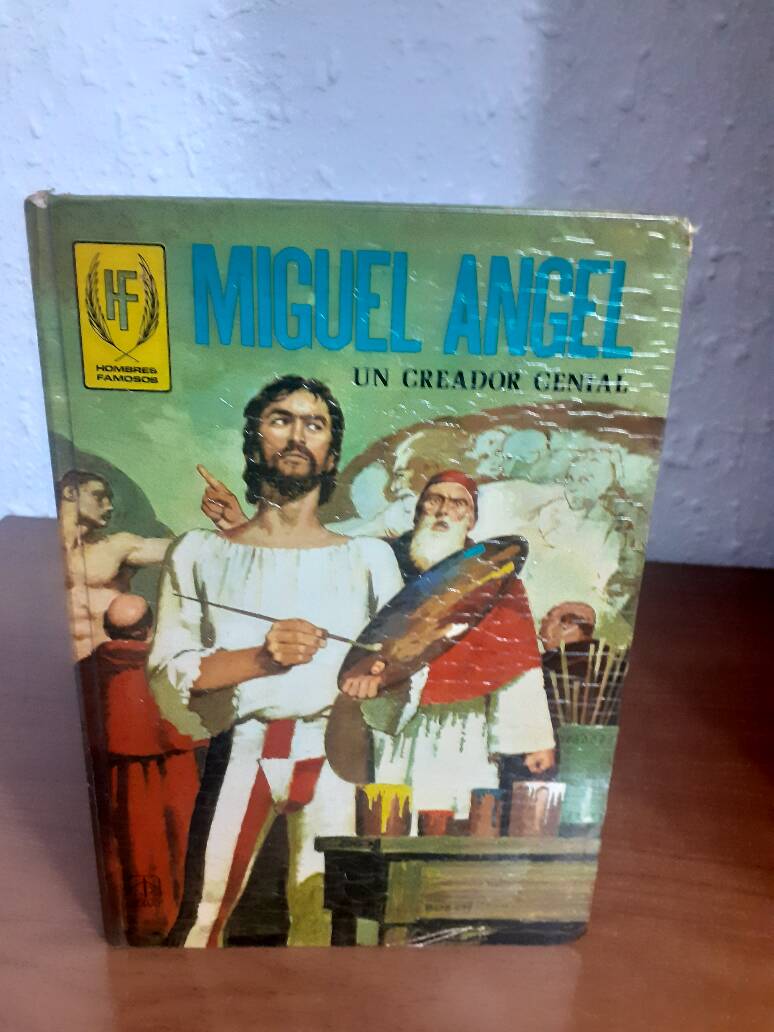 HF
HOMBRES
FAMOSOS
MIGUEL ANGEL
UN CREADOR GENIAL